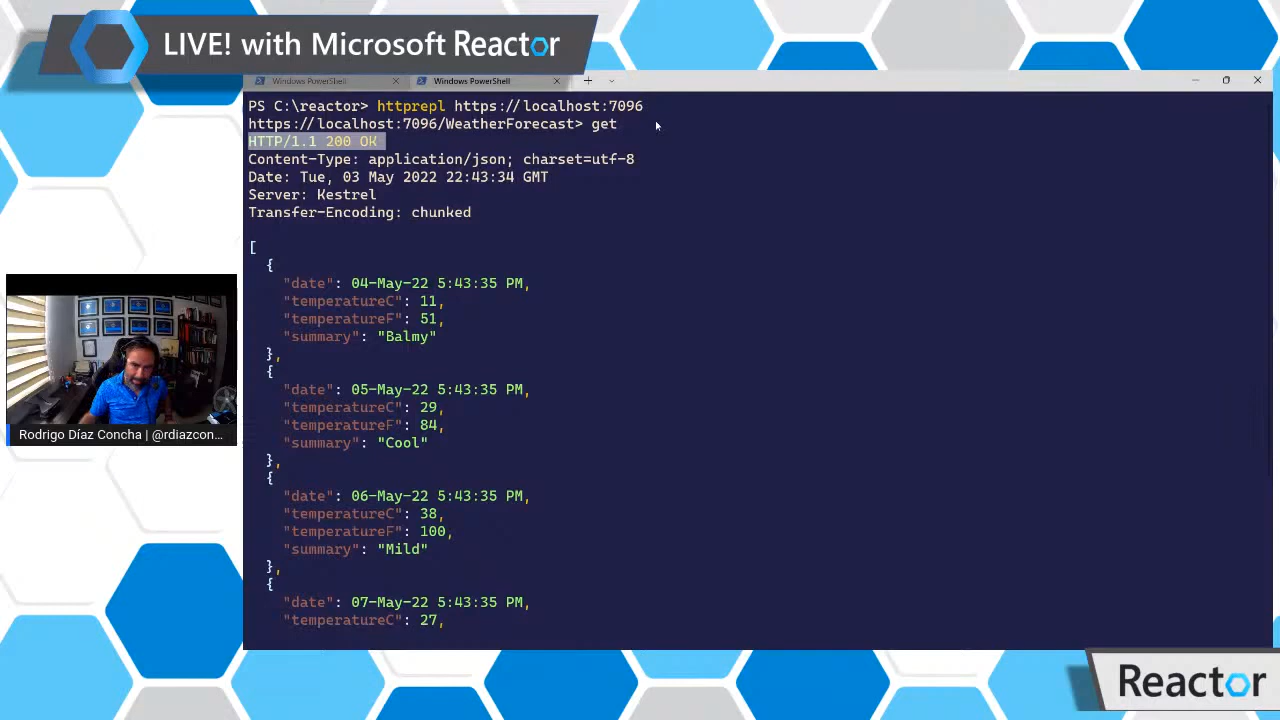 LIVE! with Microsoft Reactor
Windows PowerShell
Windows PowerShell
PS C:\reactor> httprepl https://localhost:7096
https://localhost:7096/WeatherForecast> get
HTTP/1.1 200 OK
Content-Type: application/json; charset=utf-8
Date: Tue, 03 May 2022 22:43:34 GMT
Server: Kestrel
Transfer-Encoding: chunked
[
{
"date": 04-May-22 5:43:35 PM,
"temperatureC": 11,
"temperatureF": 51,
"summary": "Balmy"
},
{
"date": 05-May-22 5:43:35 PM,
"temperatureC": 29,
"temperatureF": 84,
"summary": "Cool"
},
{
"date": 06-May-22 5:43:35 PM,
"temperatureC": 38,
"temperatureF": 100,
"summary": "Mild"
},
{
"date": 07-May-22 5:43:35 PM,
"temperatureC": 27,
Rodrigo Díaz Concha | @rdiazcon...
Reactor